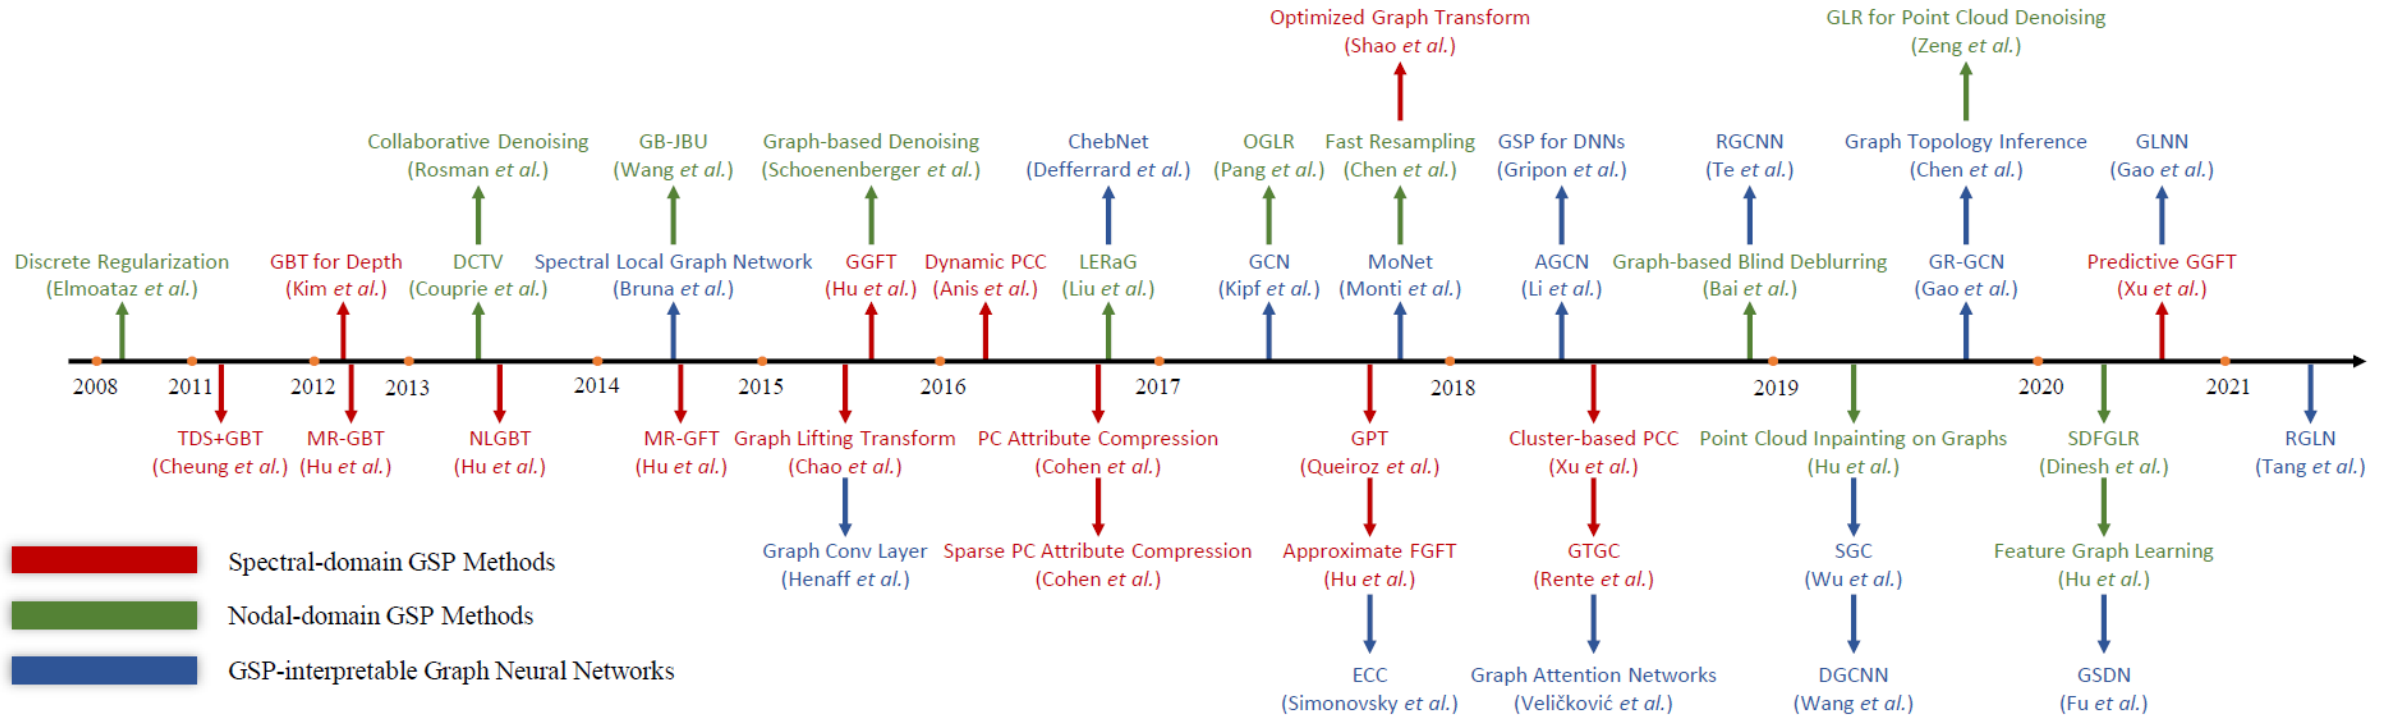 Optimized Graph Transform
(Shao et al.)
GLR for Point Cloud Denoising
(Zeng et al.)
Collaborative Denoising
(Rosman et al.)
GB-JBU
(Wang et al.)
Graph-based Denoising
(Schoenenberger et al.)
ChebNet
(Defferrard et al.)
OGLR
(Pang et al.)
Fast Resampling
(Chen et al.)
GSP for DNNs
(Gripon et al.)
RGCNN
(Te et al.)
Graph Topology Inference
(Chen et al.)
GLNN
(Gao et al.)
Discrete Regularization
(Elmoataz et al.)
GBT for Depth
(Kim et al.)
DCTV
(Couprie et al.)
Spectral Local Graph Network
(Bruna et al.)
GGFT
(Hu et al.)
Dynamic PCC
(Anis et al.)
LERaG
(Liu et al.)
GCN
(Kipf et al.)
MoNet
(Monti et al.)
AGCN
(Li et al.)
Graph-based Blind Deblurring
(Bai et al.)
GR-GCN
(Gao et al.)
Predictive GGFT
(Xu et al.)
2008
2011
2012
2013
2014
2015
2016
2017
2018
2019
2020
2021
TDS+GBT
(Cheung et al.)
MR-GBT
(Hu et al.)
NLGBT
(Hu et al.)
MR-GFT
(Hu et al.)
Graph Lifting Transform
(Chao et al.)
PC Attribute Compression
(Cohen et al.)
GPT
(Queiroz et al.)
Cluster-based PCC
(Xu et al.)
Point Cloud Inpainting on Graphs
(Hu et al.)
SDFGLR
(Dinesh et al.)
RGLN
(Tang et al.)
Graph Conv Layer
(Henaff et al.)
Sparse PC Attribute Compression
(Cohen et al.)
Approximate FGFT
(Hu et al.)
GTGC
(Rente et al.)
SGC
(Wu et al.)
Feature Graph Learning
(Hu et al.)
ECC
(Simonovsky et al.)
Graph Attention Networks
(Veličković et al.)
DGCNN
(Wang et al.)
GSDN
(Fu et al.)
Spectral-domain GSP Methods
Nodal-domain GSP Methods
GSP-interpretable Graph Neural Networks